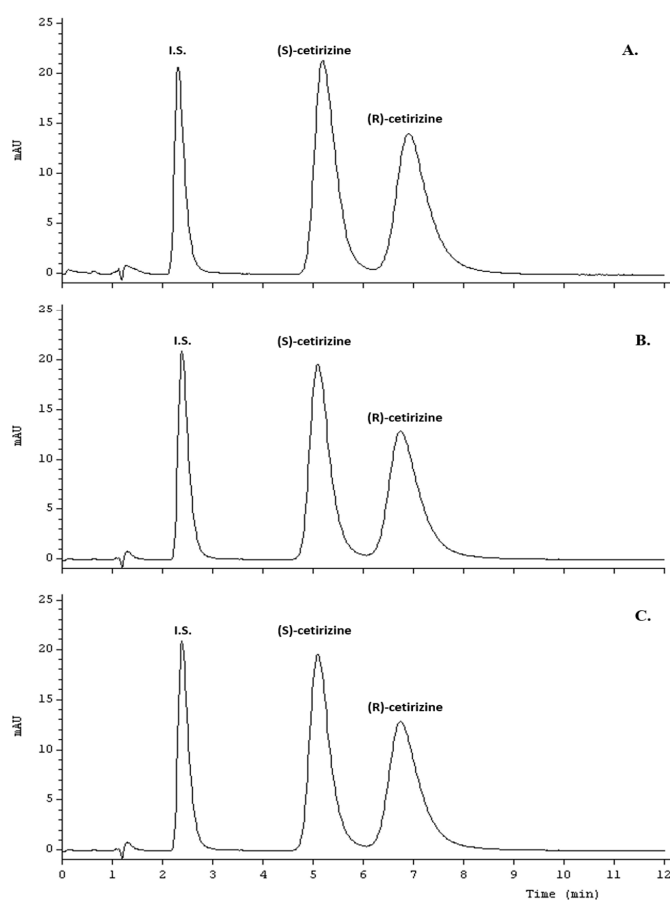 25
20
15
10
5
0
mAU
I.S.
(S)-cetirizine
(R)-cetirizine
A.
25
20
15
10
5
0
mAU
I.S.
(S)-cetirizine
(R)-cetirizine
B.
25
20
15
10
5
0
mAU
I.S.
(S)-cetirizine
(R)-cetirizine
C.
0 1 2 3 4 5 6 7 8 9 10 11 12
Time (min)